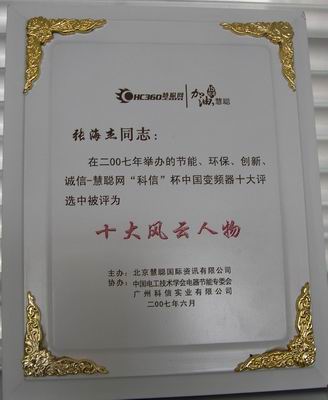 HC360慧聪网 加油 慧聪
张海杰同志：
在二00七年举办的节能、环保、创新、
诚信-慧聪网“科信”杯中国变频器十大评
选中被评为
十大风云人物
主办：北京慧聪国际资讯有限公司
协办：中国电工技术学会电器节能专委会
广州科信实业有限公司
二00七年六月